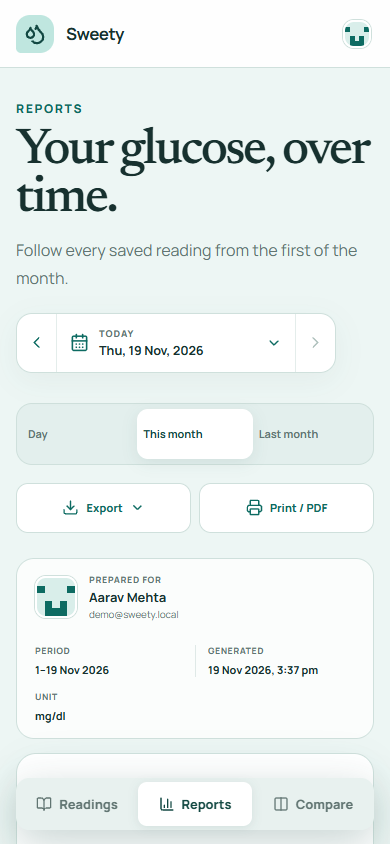 Sweety
REPORTS
Your glucose, over
time.
Follow every saved reading from the first of the
month.
TODAY
Thu, 19 Nov, 2026
Day
This month
Last month
Export
Print / PDF
PREPARED FOR
Aarav Mehta
demo@sweety.local
PERIOD
1–19 Nov 2026
GENERATED
19 Nov 2026, 3:37 pm
UNIT
mg/dl
Readings
Reports
Compare